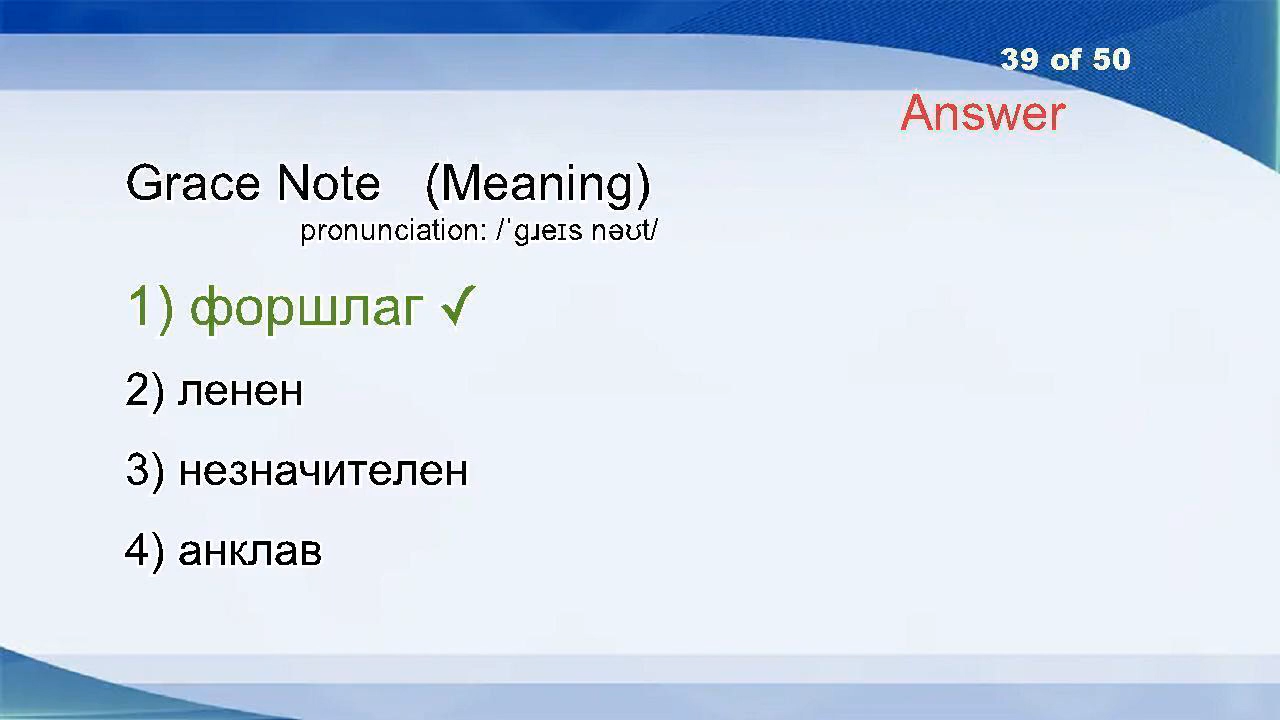 39 of 50
Answer
Grace Note (Meaning)
pronunciation: /ˈɡɹeɪs nəʊt/
1) форшлаг ✓
2) ленен
3) незначителен
4) анклав